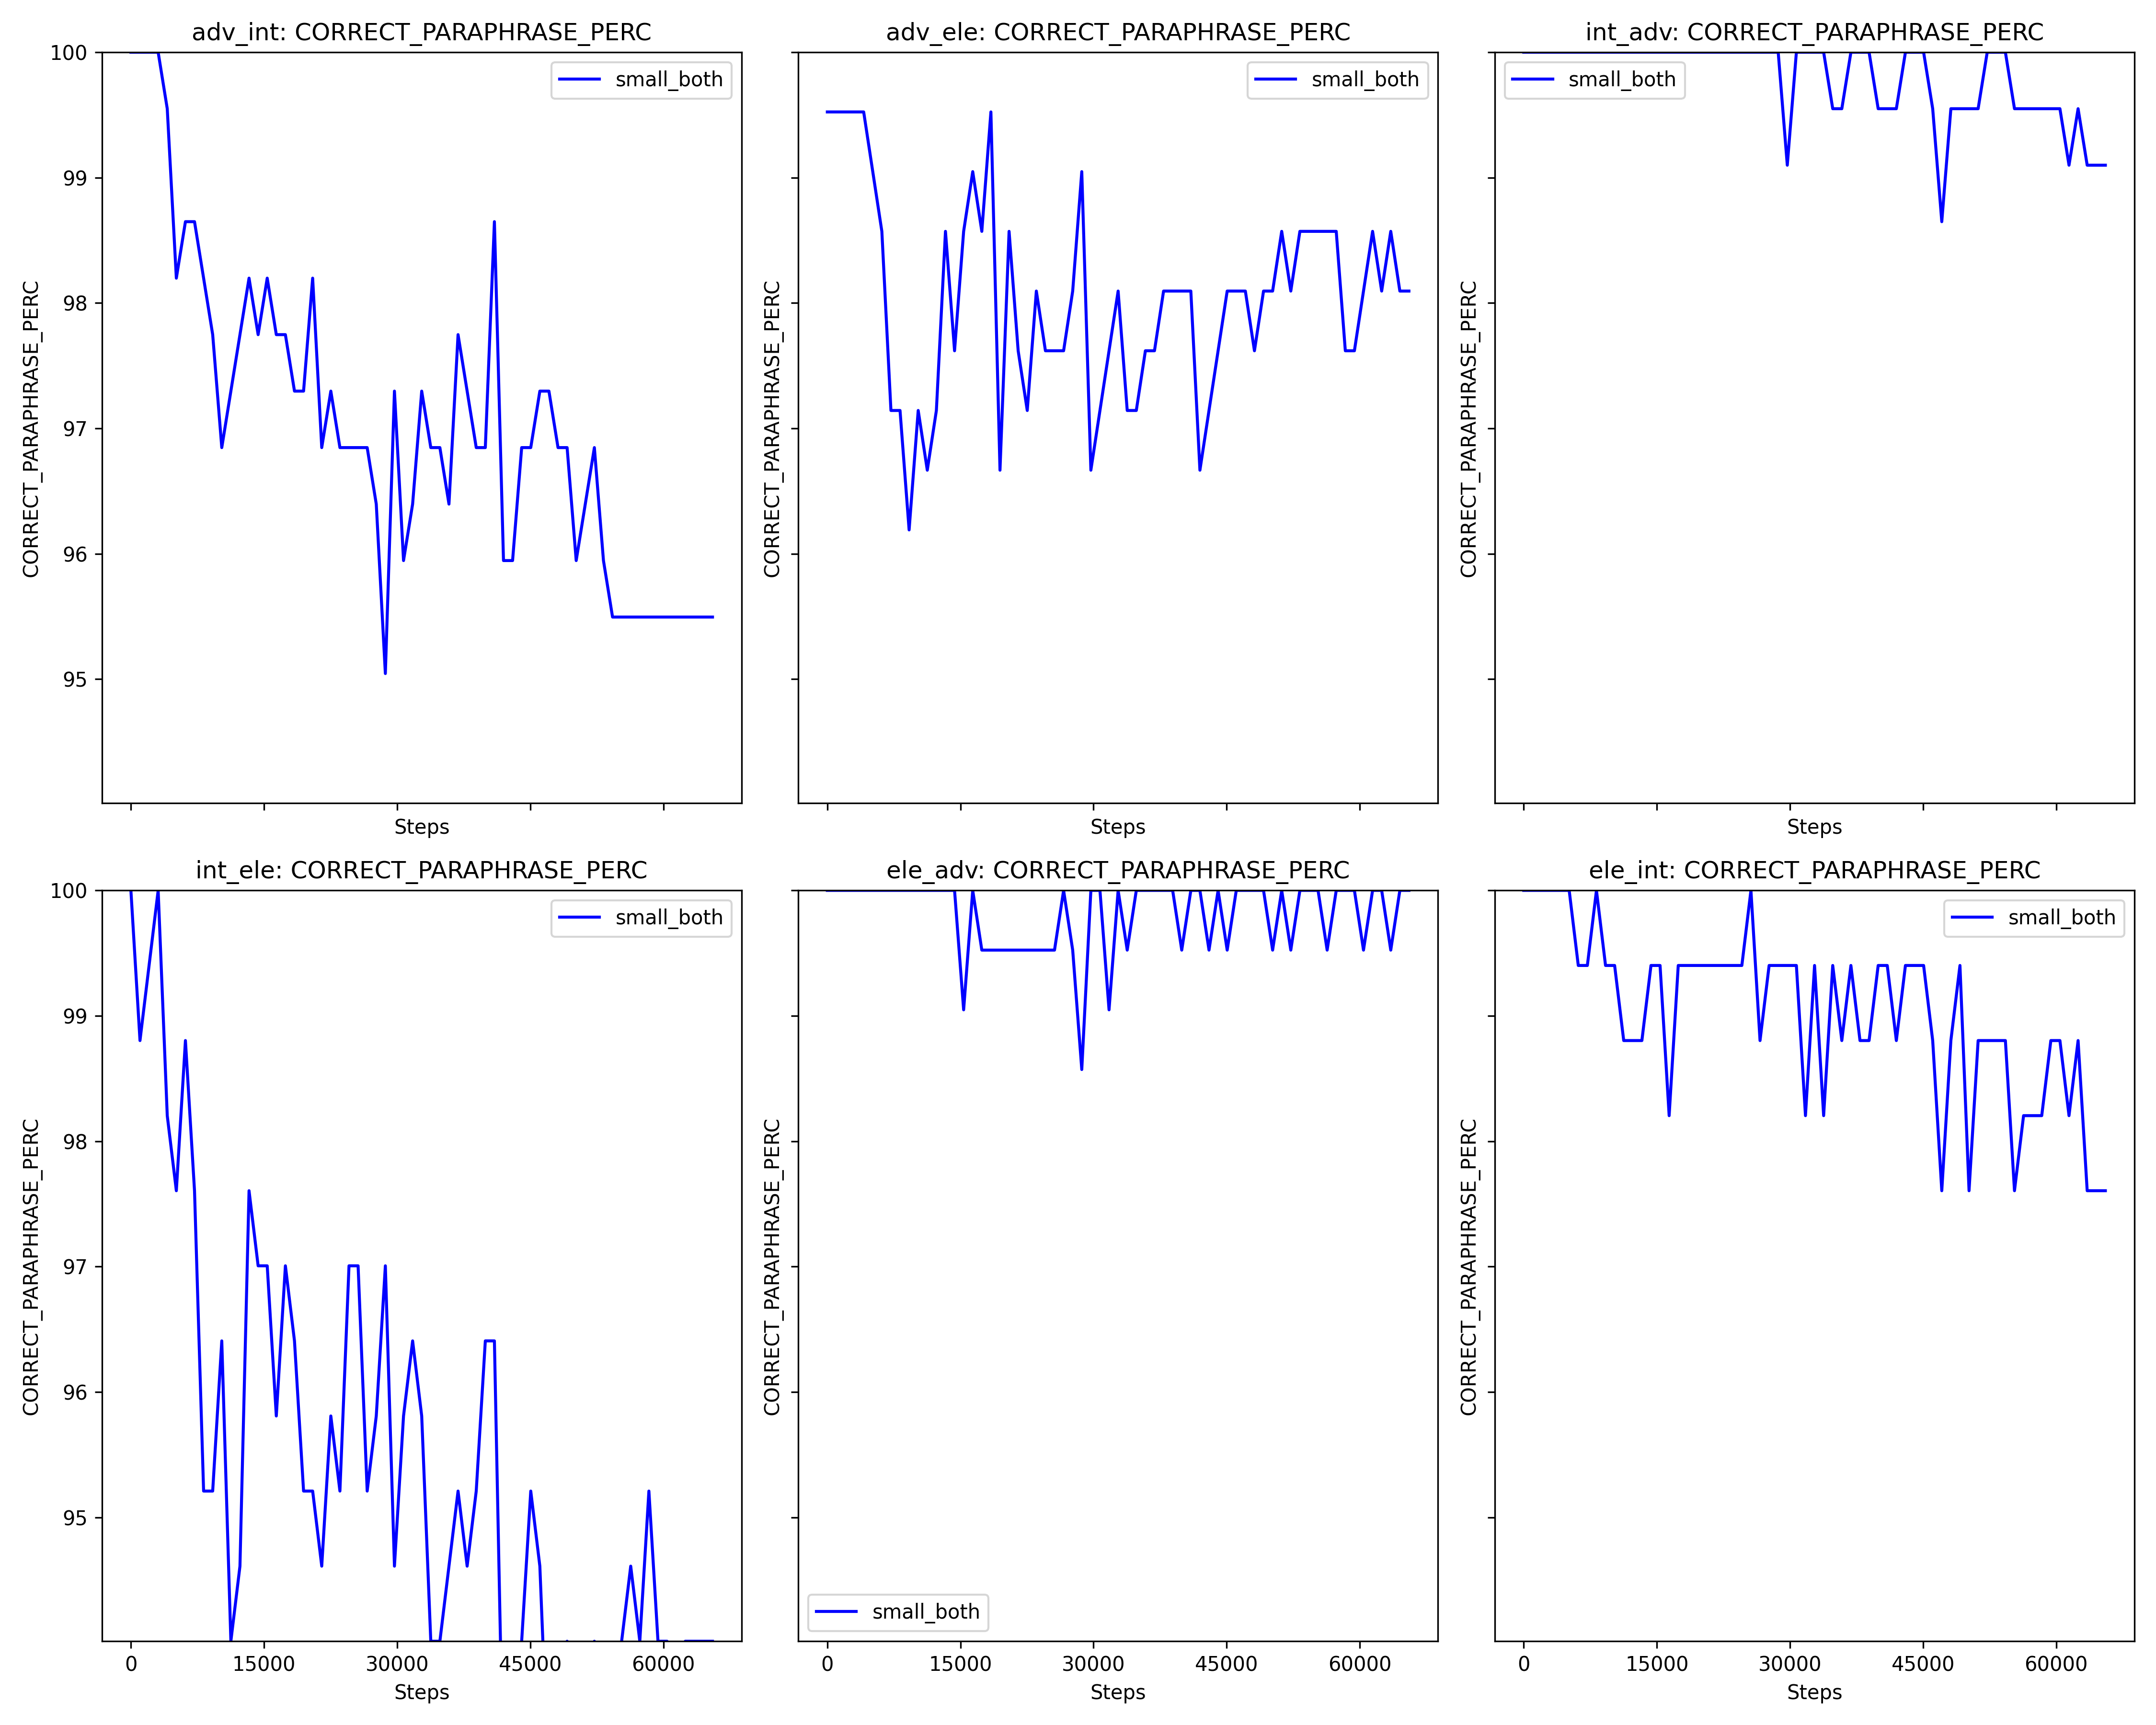 adv_int: CORRECT_PARAPHRASE_PERC
adv_ele: CORRECT_PARAPHRASE_PERC
int_adv: CORRECT_PARAPHRASE_PERC
100
99
98
97
96
95
CORRECT_PARAPHRASE_PERC
small_both
Steps
CORRECT_PARAPHRASE_PERC
small_both
Steps
CORRECT_PARAPHRASE_PERC
small_both
Steps
int_ele: CORRECT_PARAPHRASE_PERC
ele_adv: CORRECT_PARAPHRASE_PERC
ele_int: CORRECT_PARAPHRASE_PERC
100
99
98
97
96
95
CORRECT_PARAPHRASE_PERC
small_both
0 15000 30000 45000 60000
Steps
CORRECT_PARAPHRASE_PERC
small_both
0 15000 30000 45000 60000
Steps
CORRECT_PARAPHRASE_PERC
small_both
0 15000 30000 45000 60000
Steps